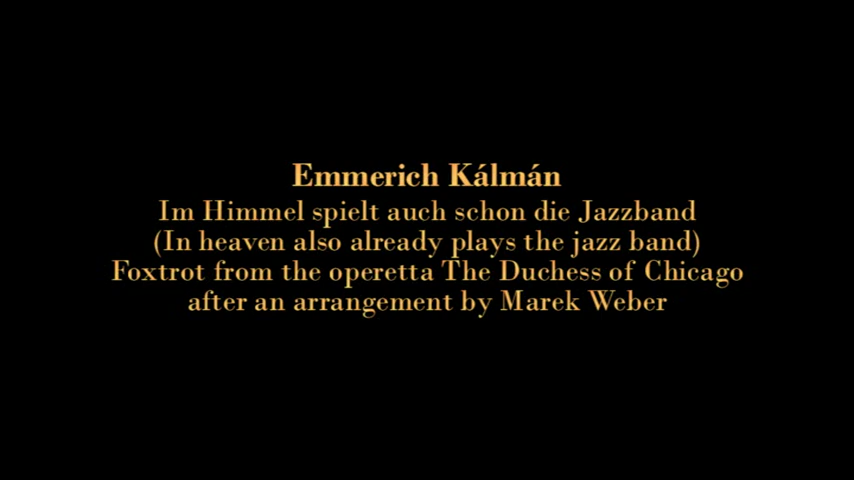 Emmerich Kálmán
Im Himmel spielt auch schon die Jazzband
(In heaven also already plays the jazz band)
Foxtrot from the operetta The Duchess of Chicago
after an arrangement by Marek Weber